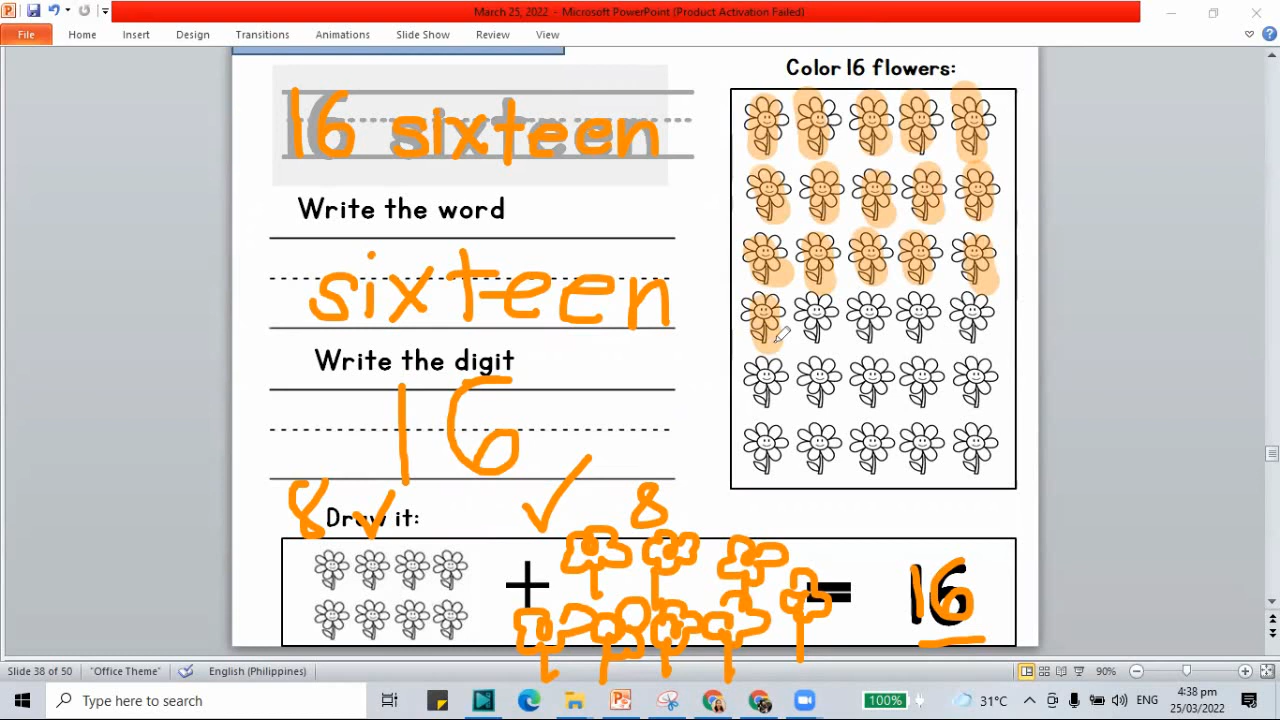 March 25, 2022 - Microsoft PowerPoint (Product Activation Failed)
File Home Insert Design Transitions Animations Slide Show Review View
Color 16 flowers:
16 sixteen
Write the word
sixteen
Write the digit
16
8 8
Draw it:
+ = 16
Slide 38 of 50 "Office Theme" English (Philippines) 90%
Type here to search 100% 31°C ENG 4:38 pm
25/03/2022